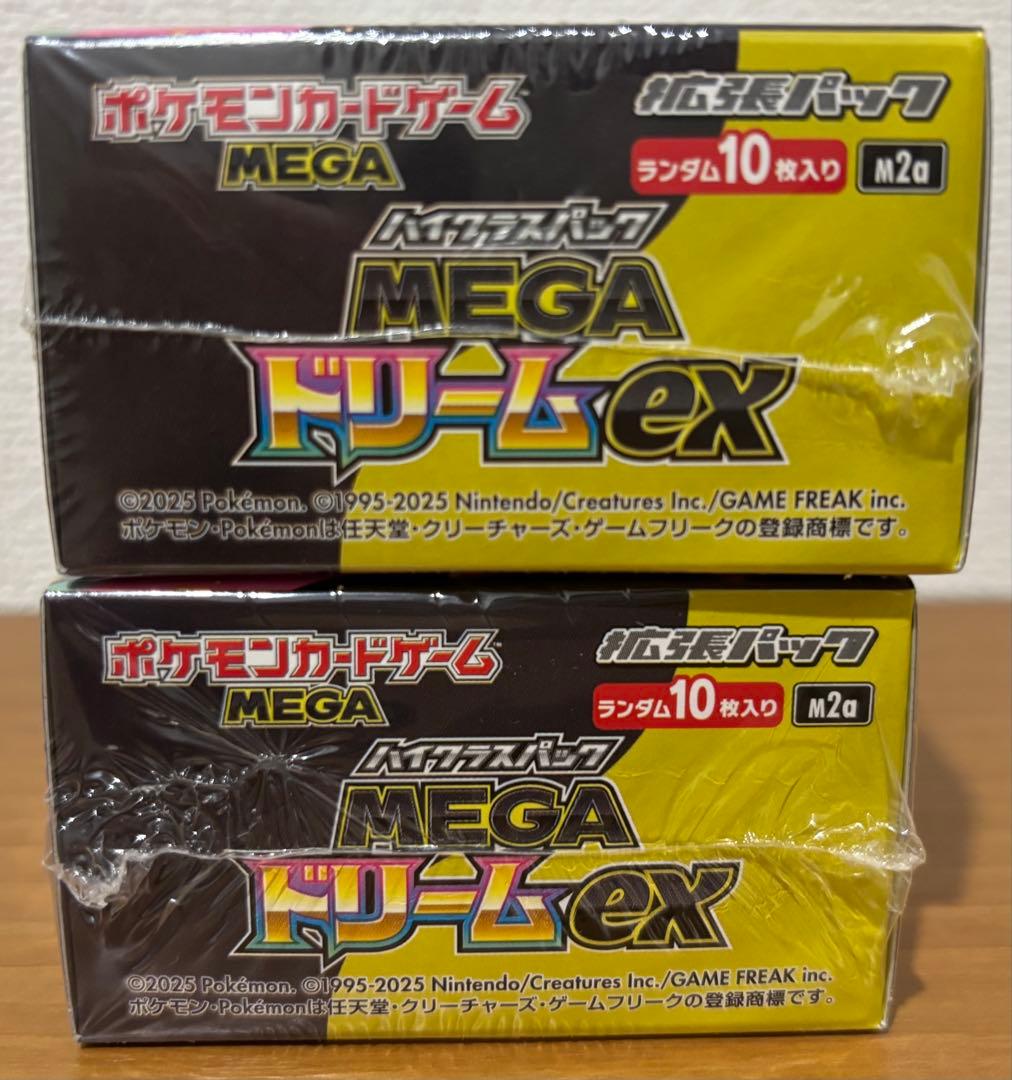 ポケモンカードゲーム
MEGA
拡張パック
ランダム10枚入り M2a
ハイクラスパック
MEGA
ドリームex
©2025 Pokémon. ©1995-2025 Nintendo/Creatures Inc./GAME FREAK inc.
ポケモン・Pokémonは任天堂・クリーチャーズ・ゲームフリークの登録商標です。
ポケモンカードゲーム
MEGA
拡張パック
ランダム10枚入り M2a
ハイクラスパック
MEGA
ドリームex
©2025 Pokémon. ©1995-2025 Nintendo/Creatures Inc./GAME FREAK inc.
ポケモン・Pokémonは任天堂・クリーチャーズ・ゲームフリークの登録商標です。